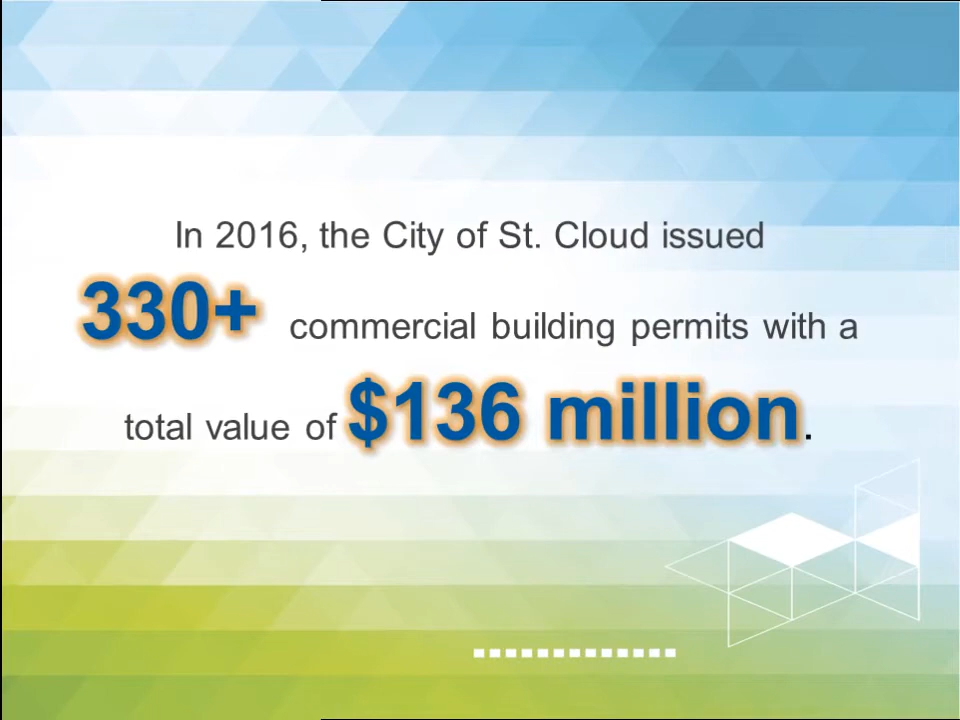 In 2016, the City of St. Cloud issued
330+ commercial building permits with a
total value of $136 million.